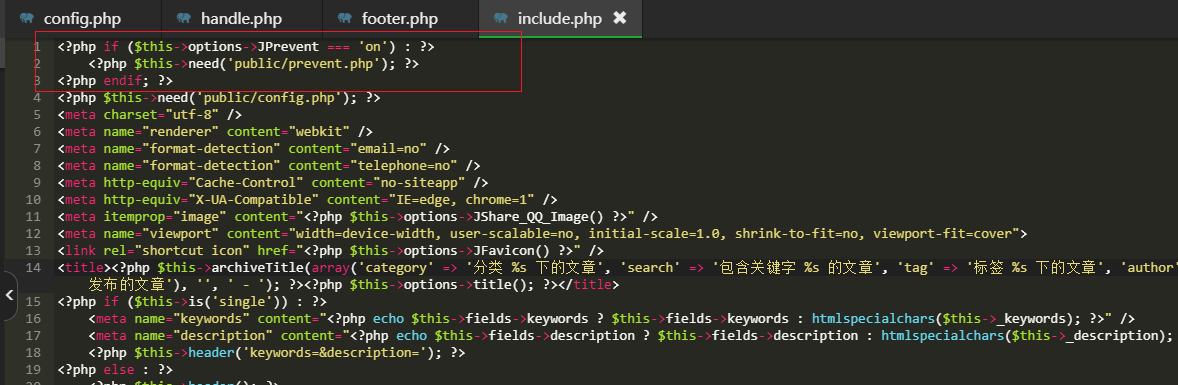 config.php handle.php footer.php include.php
1 <?php if ($this->options->JPrevent === 'on') : ?>
2 <?php $this->need('public/prevent.php'); ?>
3 <?php endif; ?>
4 <?php $this->need('public/config.php'); ?>
5 <meta charset="utf-8" />
6 <meta name="renderer" content="webkit" />
7 <meta name="format-detection" content="email=no" />
8 <meta name="format-detection" content="telephone=no" />
9 <meta http-equiv="Cache-Control" content="no-siteapp" />
10 <meta http-equiv="X-UA-Compatible" content="IE=edge, chrome=1" />
11 <meta itemprop="image" content="<?php $this->options->JShare_QQ_Image() ?>" />
12 <meta name="viewport" content="width=device-width, user-scalable=no, initial-scale=1.0, shrink-to-fit=no, viewport-fit=cover">
13 <link rel="shortcut icon" href="<?php $this->options->JFavicon() ?>" />
14 <title><?php $this->archiveTitle(array('category' => '分类 %s 下的文章', 'search' => '包含关键字 %s 的文章', 'tag' => '标签 %s 下的文章', 'author'
发布的文章'), '', ' - '); ?><?php $this->options->title(); ?></title>
15 <?php if ($this->is('single')) : ?>
16 <meta name="keywords" content="<?php echo $this->fields->keywords ? $this->fields->keywords : htmlspecialchars($this->_keywords); ?>" />
17 <meta name="description" content="<?php echo $this->fields->description ? $this->fields->description : htmlspecialchars($this->_description);
18 <?php $this->header('keywords=&description='); ?>
19 <?php else : ?>